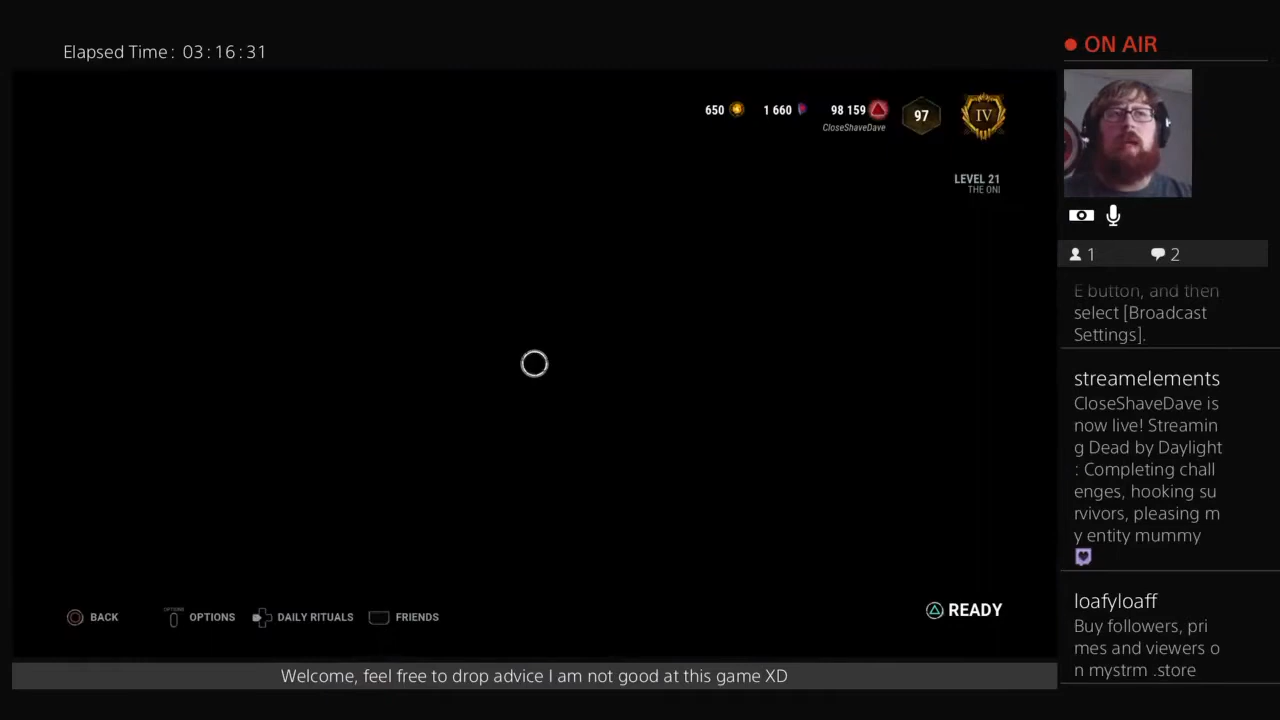 Elapsed Time: 03:16:31
ON AIR
650
1 660
98 159
CloseShaveDave
97
IV
LEVEL 21
THE ONI
1
2
E button, and then
select [Broadcast
Settings].
streamelements
CloseShaveDave is
now live! Streamin
g Dead by Daylight
: Completing chall
enges, hooking su
rvivors, pleasing m
y entity mummy
loafyloaff
Buy followers, pri
mes and viewers o
n mystrm .store
BACK
OPTIONS
OPTIONS
DAILY RITUALS
FRIENDS
READY
Welcome, feel free to drop advice I am not good at this game XD